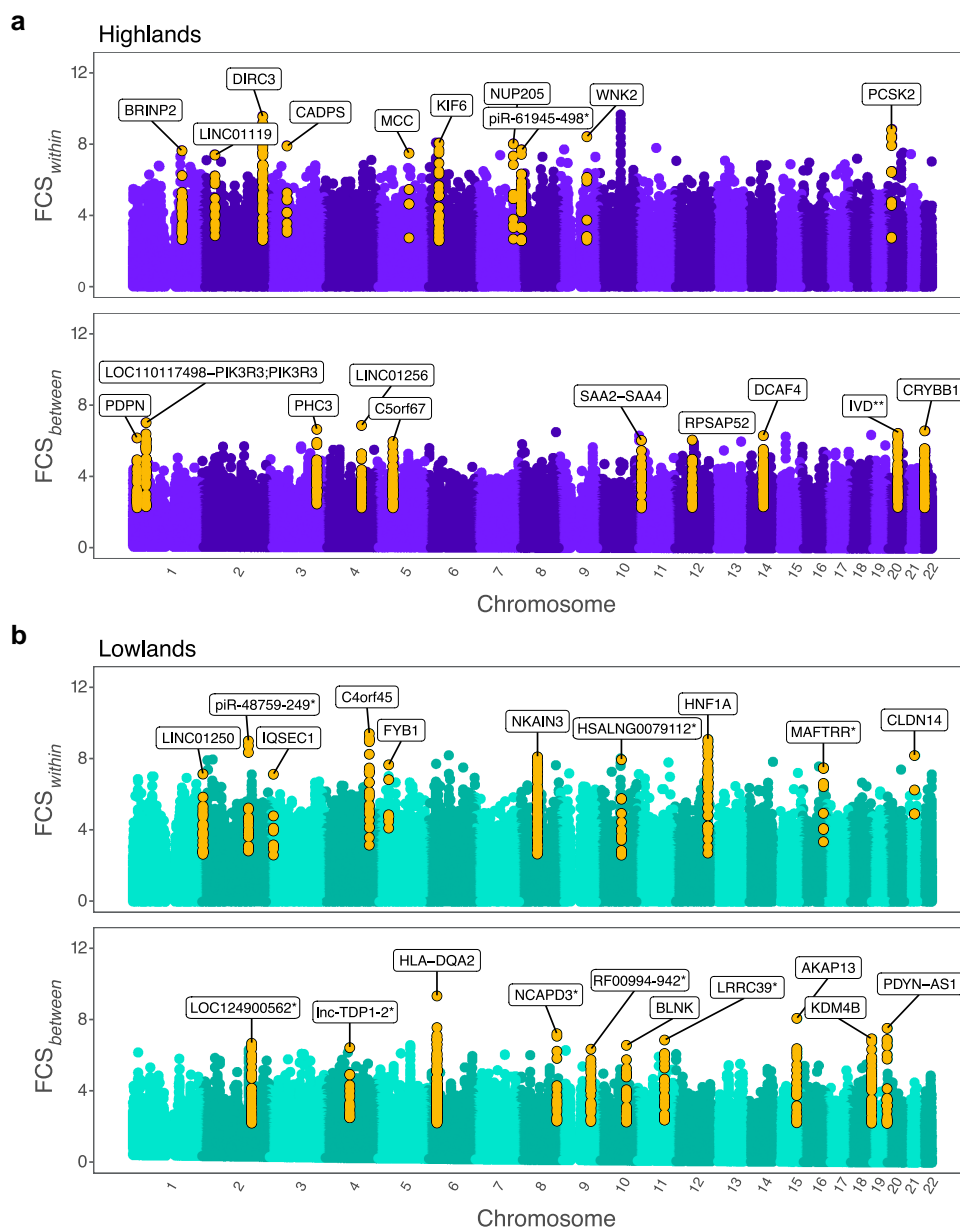 a
Highlands
12
8
4
0
FCSwithin
BRINP2
LINC01119
DIRC3
CADPS
MCC
KIF6
NUP205
piR-61945-498*
WNK2
PCSK2
12
8
4
0
FCSbetween
PDPN
LOC110117498–PIK3R3;PIK3R3
PHC3
LINC01256
C5orf67
SAA2–SAA4
RPSAP52
DCAF4
IVD**
CRYBB1
1 2 3 4 5 6 7 8 9 10 11 12 13 14 15 16 17 18 19 20 21 22
Chromosome
b
Lowlands
12
8
4
0
FCSwithin
LINC01250
piR-48759-249*
IQSEC1
C4orf45
FYB1
NKAIN3
HSALNG0079112*
HNF1A
MAFTRR*
CLDN14
12
8
4
0
FCSbetween
LOC124900562*
lnc-TDP1-2*
HLA–DQA2
NCAPD3*
RF00994-942*
BLNK
LRRC39*
AKAP13
KDM4B
PDYN–AS1
1 2 3 4 5 6 7 8 9 10 11 12 13 14 15 16 17 18 19 20 21 22
Chromosome